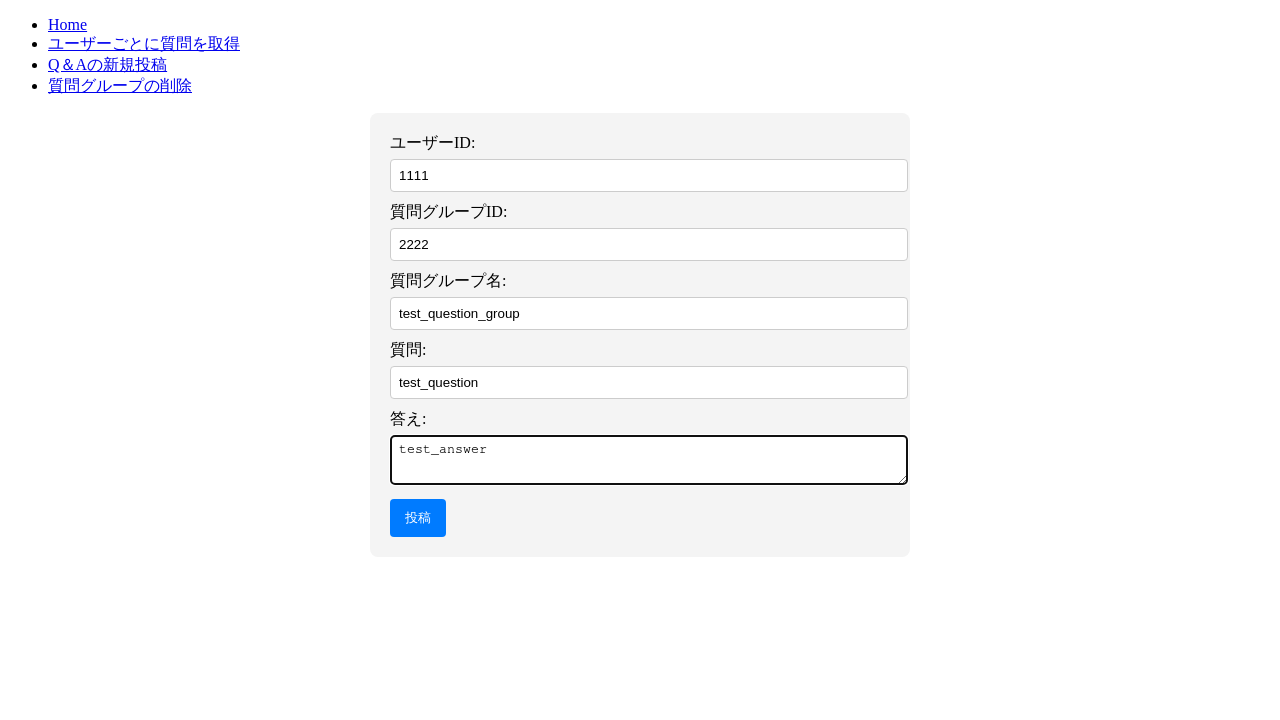 Home
ユーザーごとに質問を取得
Q＆Aの新規投稿
質問グループの削除
ユーザーID:
1111
質問グループID:
2222
質問グループ名:
test_question_group
質問:
test_question
答え:
test_answer
投稿